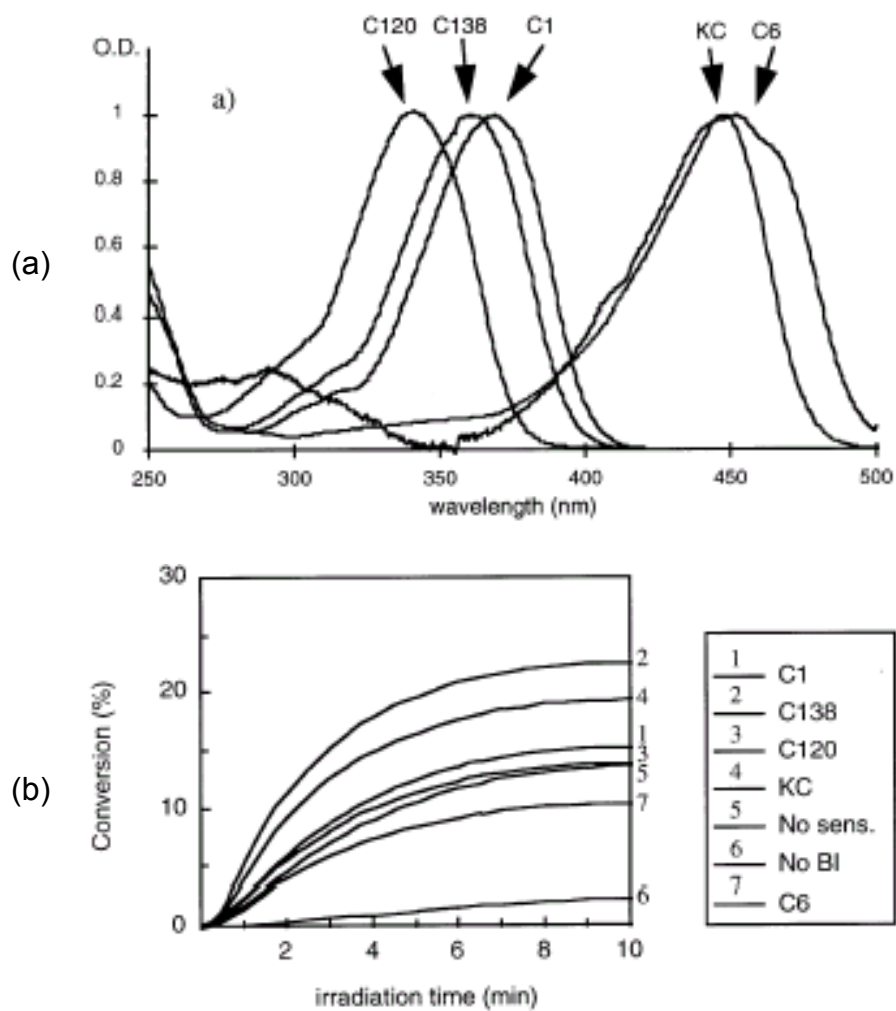 C120 C138 C1 KC C6
O.D.
a)
1
0.8
(a)
0.6
0.4
0.2
0
250 300 350 400 450 500
wavelength (nm)
30
20
10
0
Conversion (%)
(b)
2
4
1
3
5
7
6
2 4 6 8 10
irradiation time (min)
1 C1
2 C138
3 C120
4 KC
5 No sens.
6 No BI
7 C6